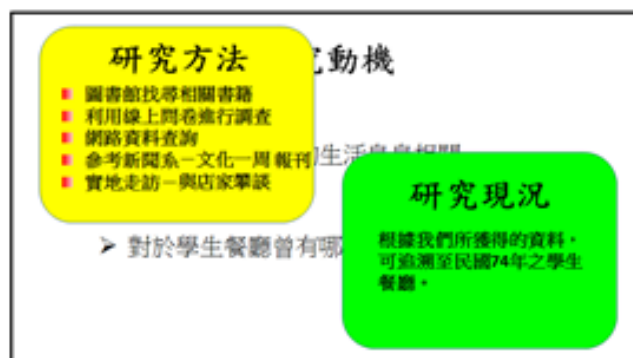 研究方法
動機
圖書館找尋相關書籍
利用線上問卷進行調查
網路資料查詢
參考新聞系－文化一周報刊
的生活息息相關
實地走訪－與店家攀談
研究現況
對於學生餐廳曾有哪
根據我們所獲得的資料，
可追溯至民國74年之學生
餐廳。